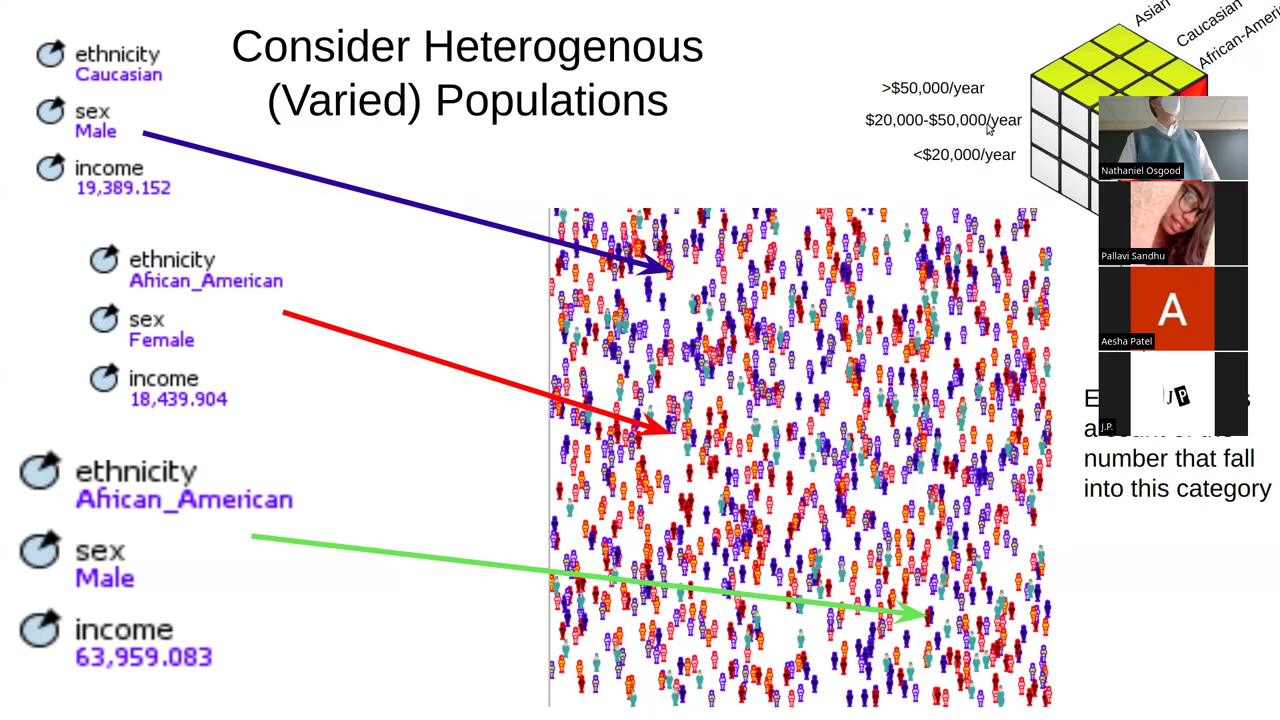 Consider Heterogenous
(Varied) Populations
ethnicity
Caucasian
sex
Male
income
19,389.152
ethnicity
African_American
sex
Female
income
18,439.904
ethnicity
African_American
sex
Male
income
63,959.083
Asian
Caucasian
>$50,000/year
$20,000-$50,000/year
<$20,000/year
Nathaniel Osgood
Pallavi Sandhu
A
Aesha Patel
JP
J.P.
number that fall
into this category